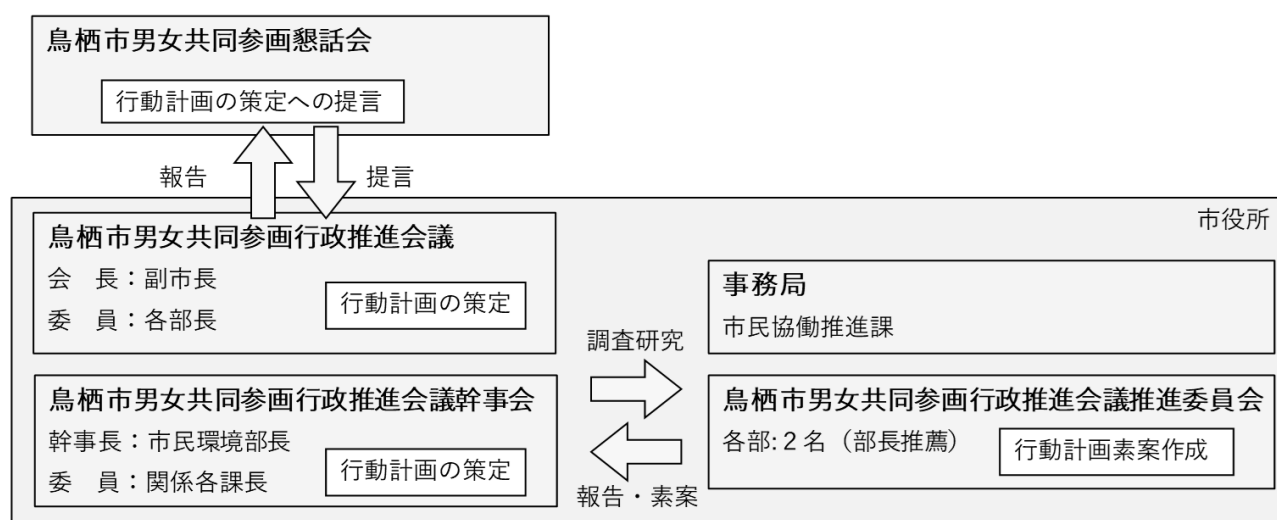 鳥栖市男女共同参画懇話会
行動計画の策定への提言
報告
提言
市役所
鳥栖市男女共同参画行政推進会議
会　長：副市長
委　員：各部長
行動計画の策定
事務局
市民協働推進課
調査研究
鳥栖市男女共同参画行政推進会議幹事会
幹事長：市民環境部長
委　員：関係各課長
行動計画の策定
鳥栖市男女共同参画行政推進会議推進委員会
各部:２名（部長推薦）
行動計画素案作成
報告・素案